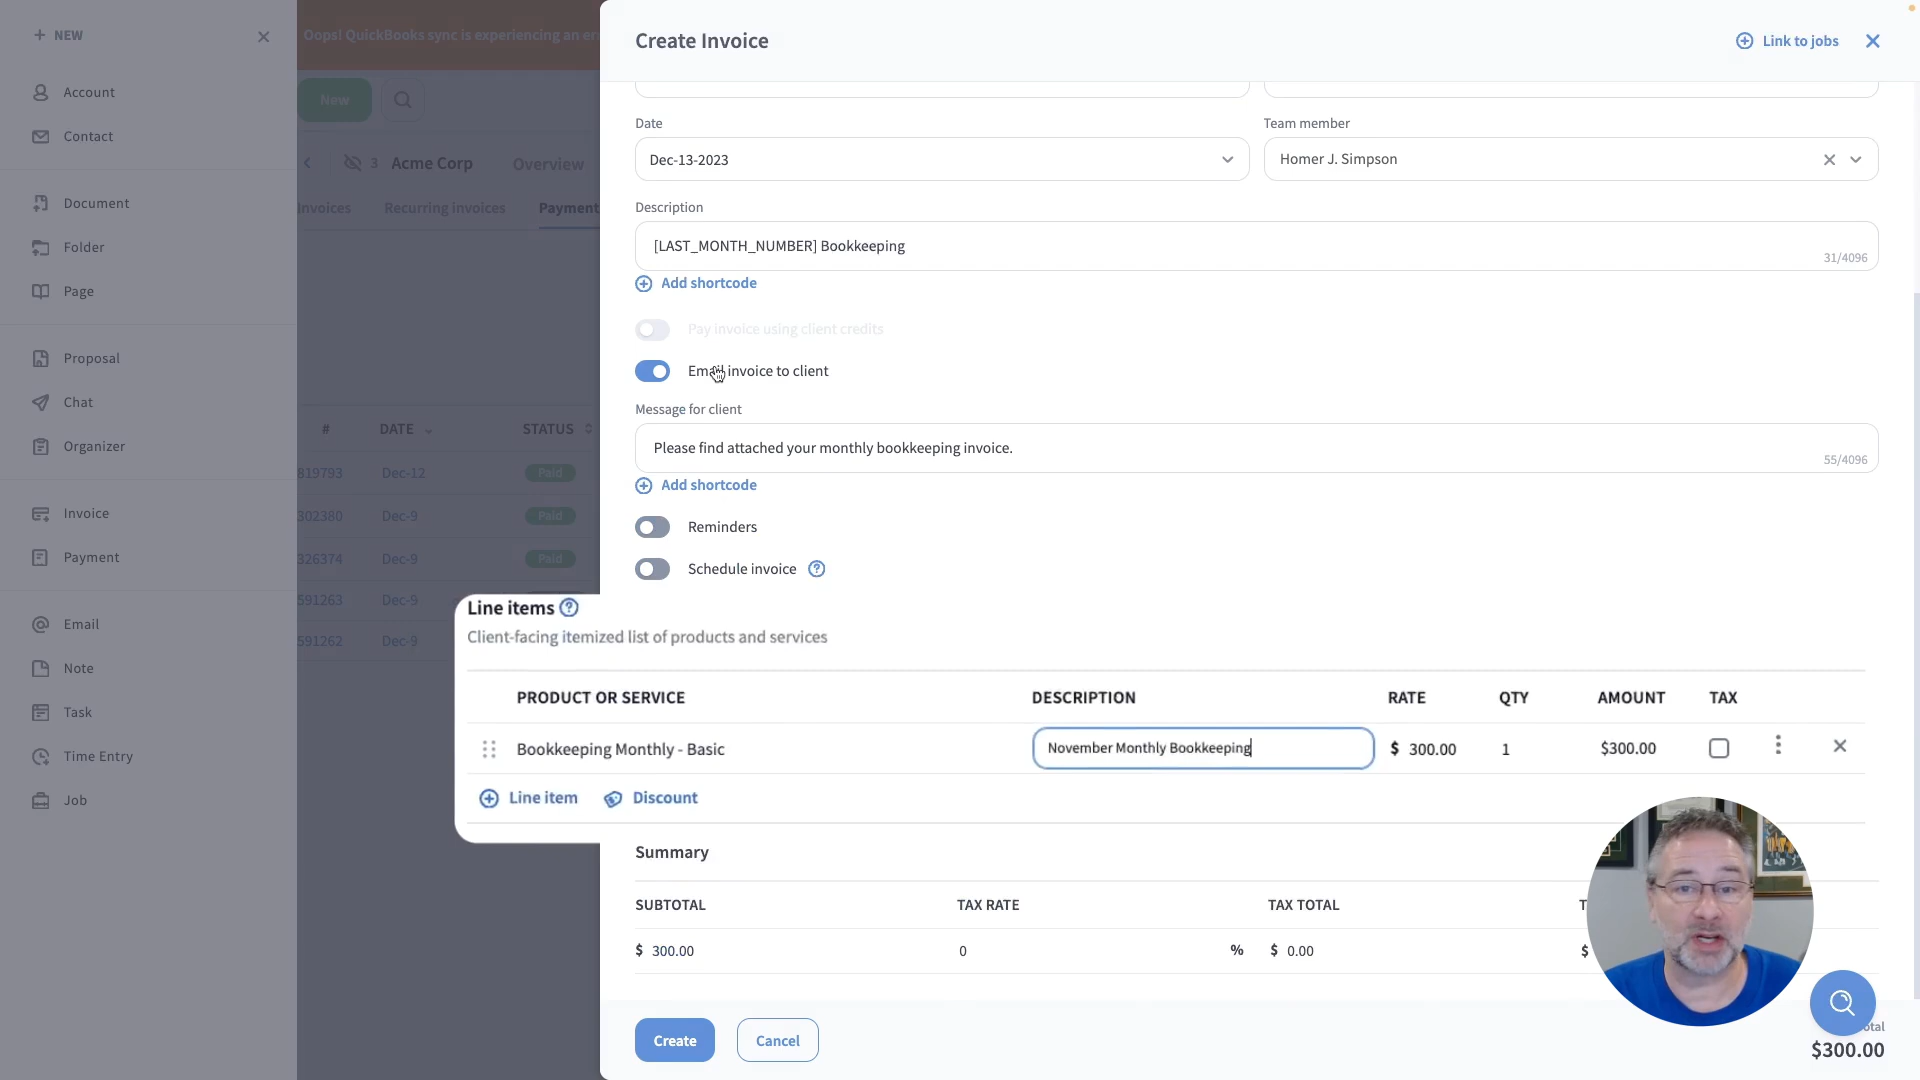 NEW
Account
Contact
Document
Folder
Page
Proposal
Chat
Organizer
Invoice
Payment
Email
Note
Task
Time Entry
Job
Oops! QuickBooks sync is experiencing an
New
3 Acme Corp Overview
Invoices Recurring invoices Payment
# DATE STATUS
819793 Dec-12 Paid
302380 Dec-9 Paid
326374 Dec-9 Paid
591263 Dec-9
591262 Dec-9
Create Invoice
Link to jobs
Date
Dec-13-2023
Team member
Homer J. Simpson
Description
[LAST_MONTH_NUMBER] Bookkeeping
31/4096
Add shortcode
Pay invoice using client credits
Email invoice to client
Message for client
Please find attached your monthly bookkeeping invoice.
55/4096
Add shortcode
Reminders
Schedule invoice ?
Line items ?
Client-facing itemized list of products and services
PRODUCT OR SERVICE DESCRIPTION RATE QTY AMOUNT TAX
Bookkeeping Monthly - Basic November Monthly Bookkeeping $ 300.00 1 $300.00
Line item Discount
Summary
SUBTOTAL TAX RATE TAX TOTAL T
$ 300.00 0 % $ 0.00 $
Create Cancel
$300.00